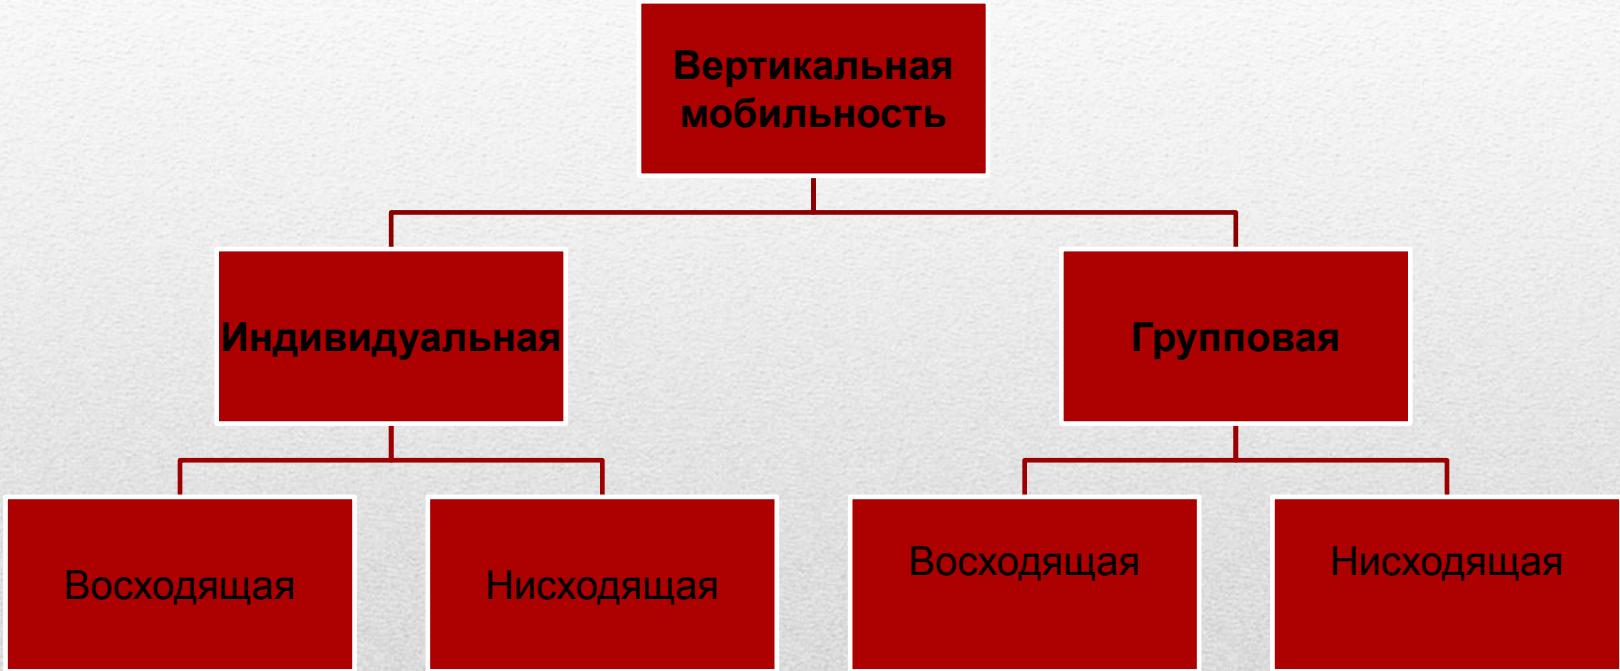 Вертикальная
мобильность
Индивидуальная
Групповая
Восходящая
Нисходящая
Восходящая
Нисходящая